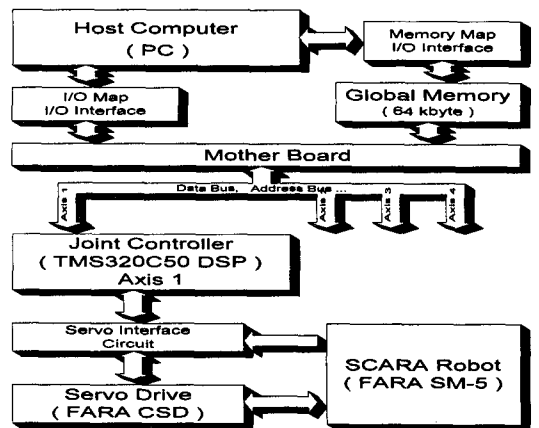 Host Computer
( PC )
Memory Map
I/O Interface
I/O Map
I/O Interface
Global Memory
( 64 kbyte )
Mother Board
Data Bus, Address Bus ...
Axis 1
Axis 3
Axis 4
Joint Controller
( TMS320C50 DSP )
Axis 1
Servo Interface
Circuit
SCARA Robot
( FARA SM-5 )
Servo Drive
( FARA CSD )